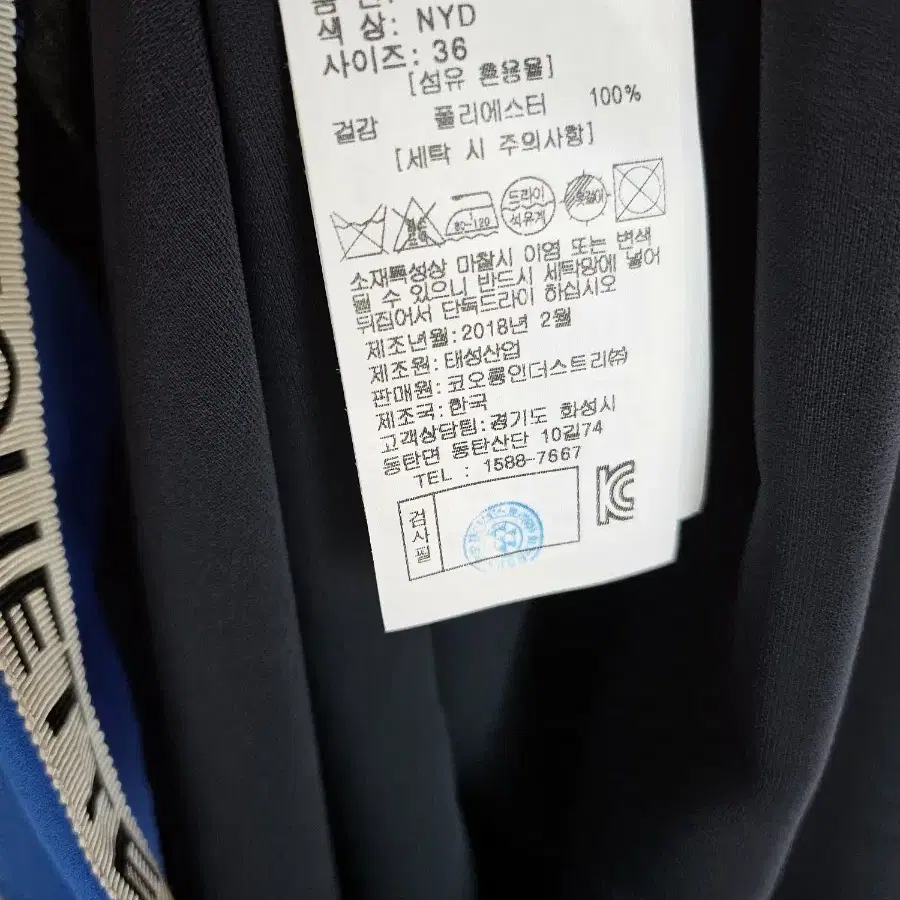 색 상: NYD
사이즈: 36
[섬유 혼용율]
겉감 폴리에스터 100%
[세탁 시 주의사항]
80~120
드라이
석유계
옷걸이
소재특성상 마찰시 이염 또는 변색
될 수 있으니 반드시 세탁망에 넣어
뒤집어서 단독드라이 하십시오
제조년월:2018년 2월
제조원:태성산업
판매원:코오롱인더스트리㈜
제조국:한국
고객상담팀:경기도 화성시
동탄면 동탄산단 10길74
TEL : 1588-7667
검사필